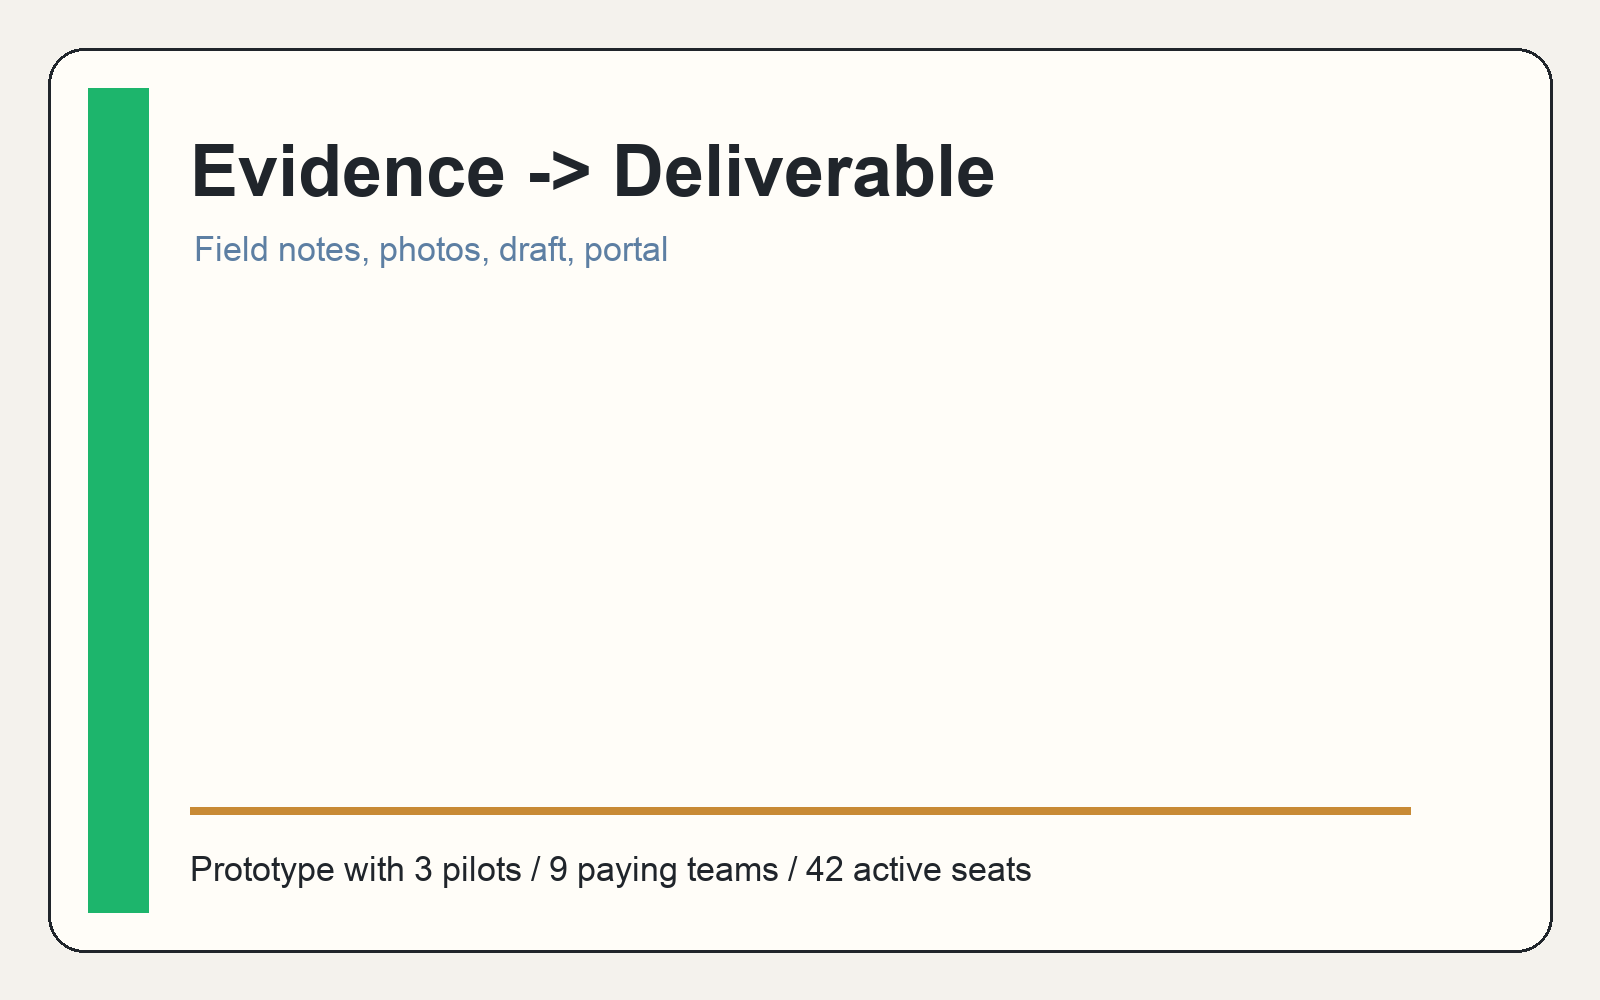 Evidence -> Deliverable
Field notes, photos, draft, portal
Prototype with 3 pilots / 9 paying teams / 42 active seats